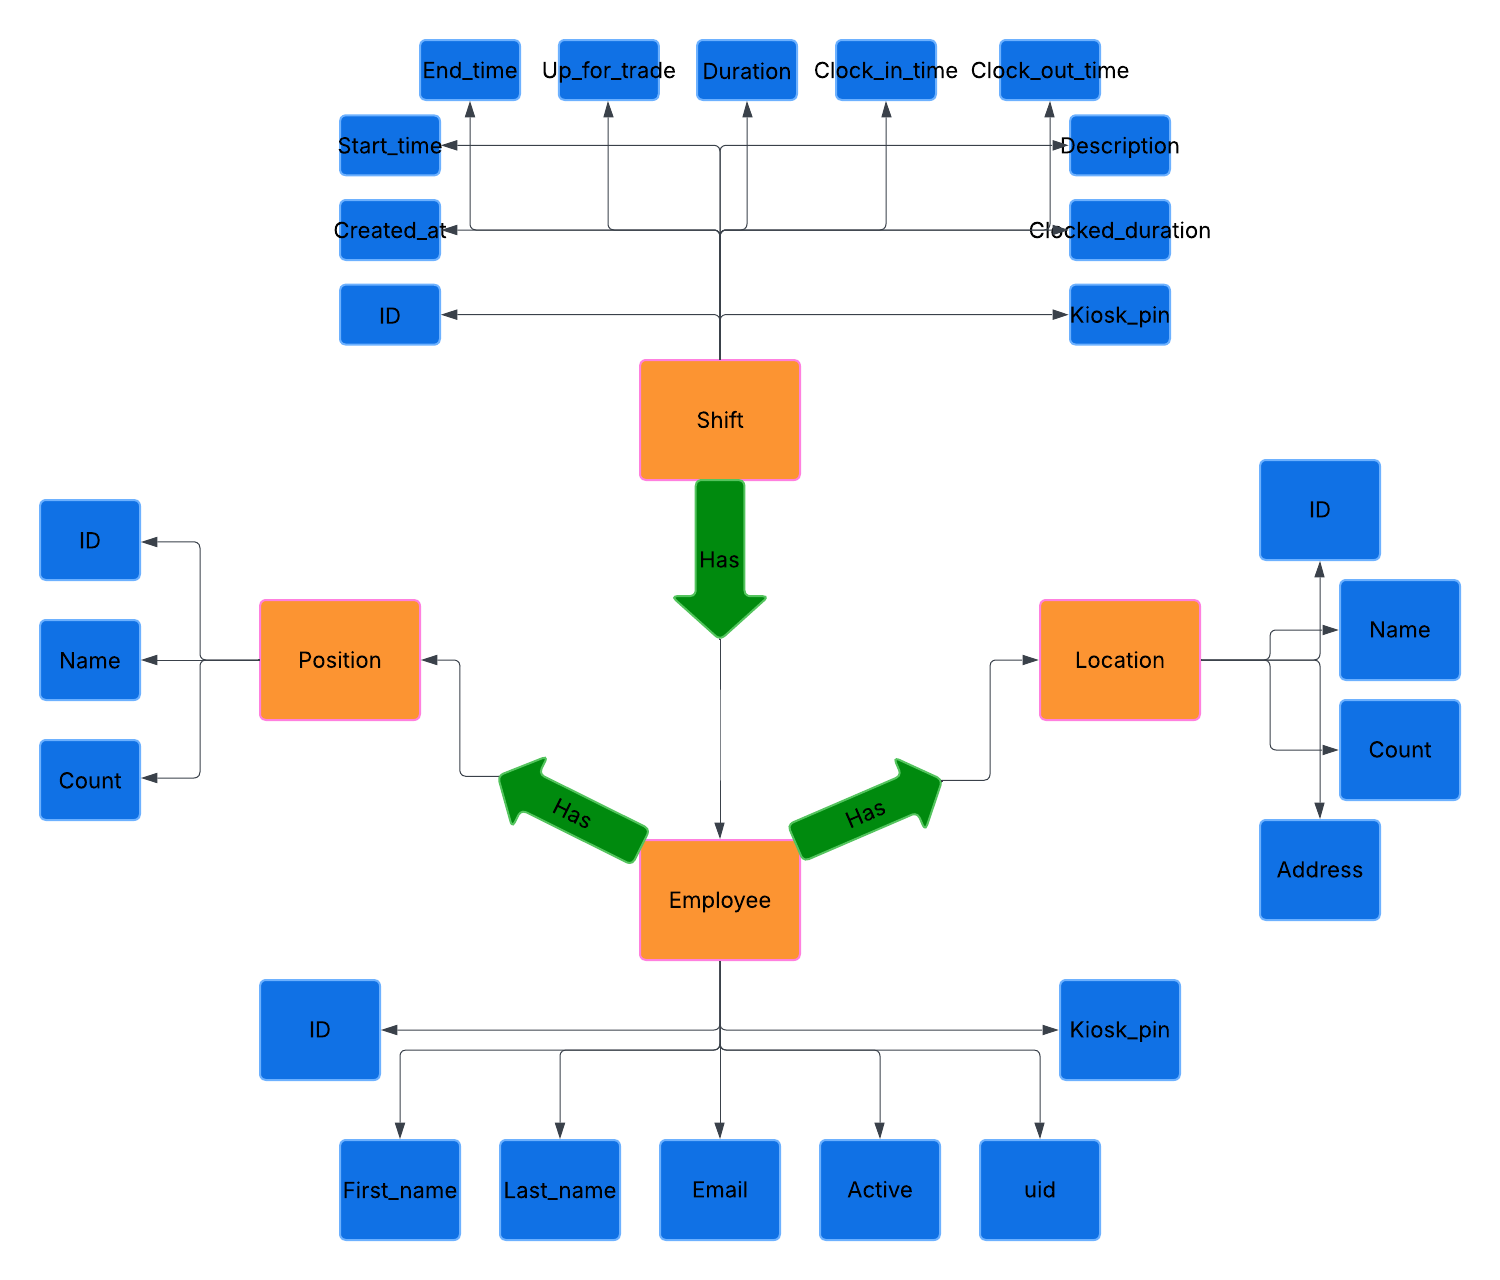 End_time
Up_for_trade
Duration
Clock_in_time
Clock_out_time
Start_time
Description
Created_at
Clocked_duration
ID
Kiosk_pin
Shift
Has
ID
Name
Count
Position
Location
ID
Name
Count
Address
Has
Has
Employee
ID
Kiosk_pin
First_name
Last_name
Email
Active
uid